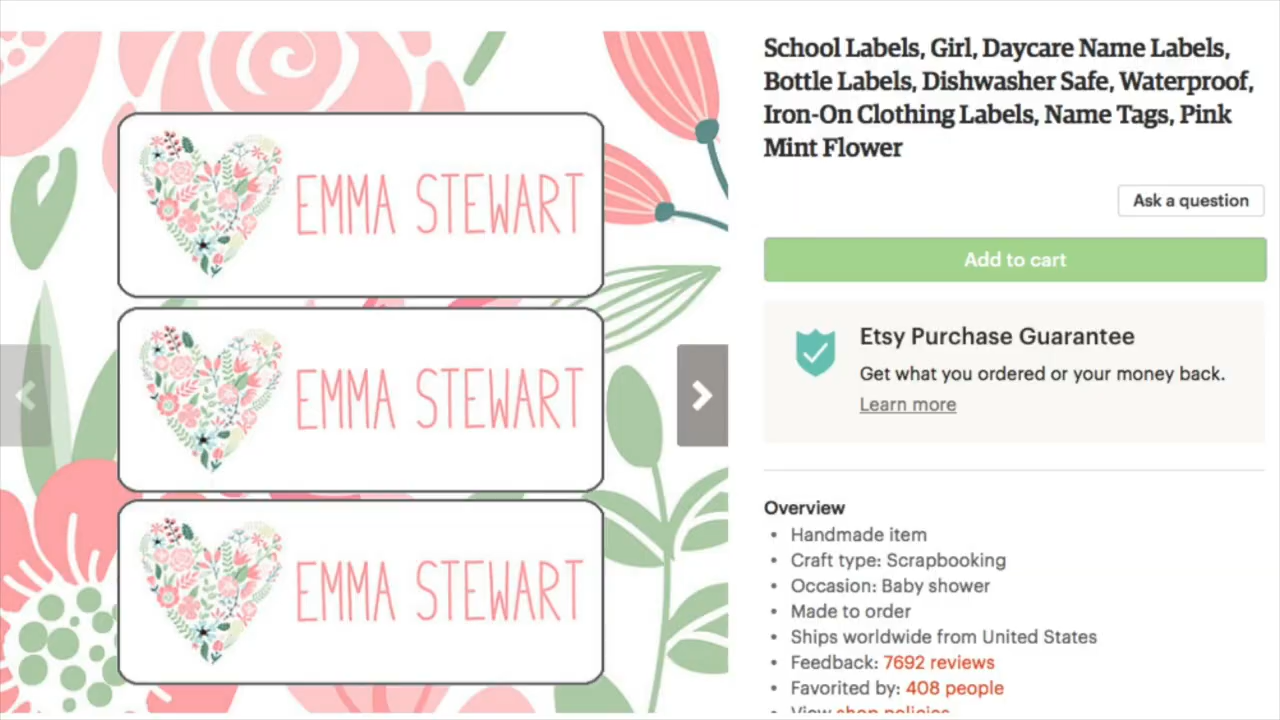 EMMA STEWART
EMMA STEWART
EMMA STEWART
School Labels, Girl, Daycare Name Labels,
Bottle Labels, Dishwasher Safe, Waterproof,
Iron-On Clothing Labels, Name Tags, Pink
Mint Flower
Ask a question
Add to cart
Etsy Purchase Guarantee
Get what you ordered or your money back.
Learn more
Overview
• Handmade item
• Craft type: Scrapbooking
• Occasion: Baby shower
• Made to order
• Ships worldwide from United States
• Feedback: 7692 reviews
• Favorited by: 408 people
• View shop policies